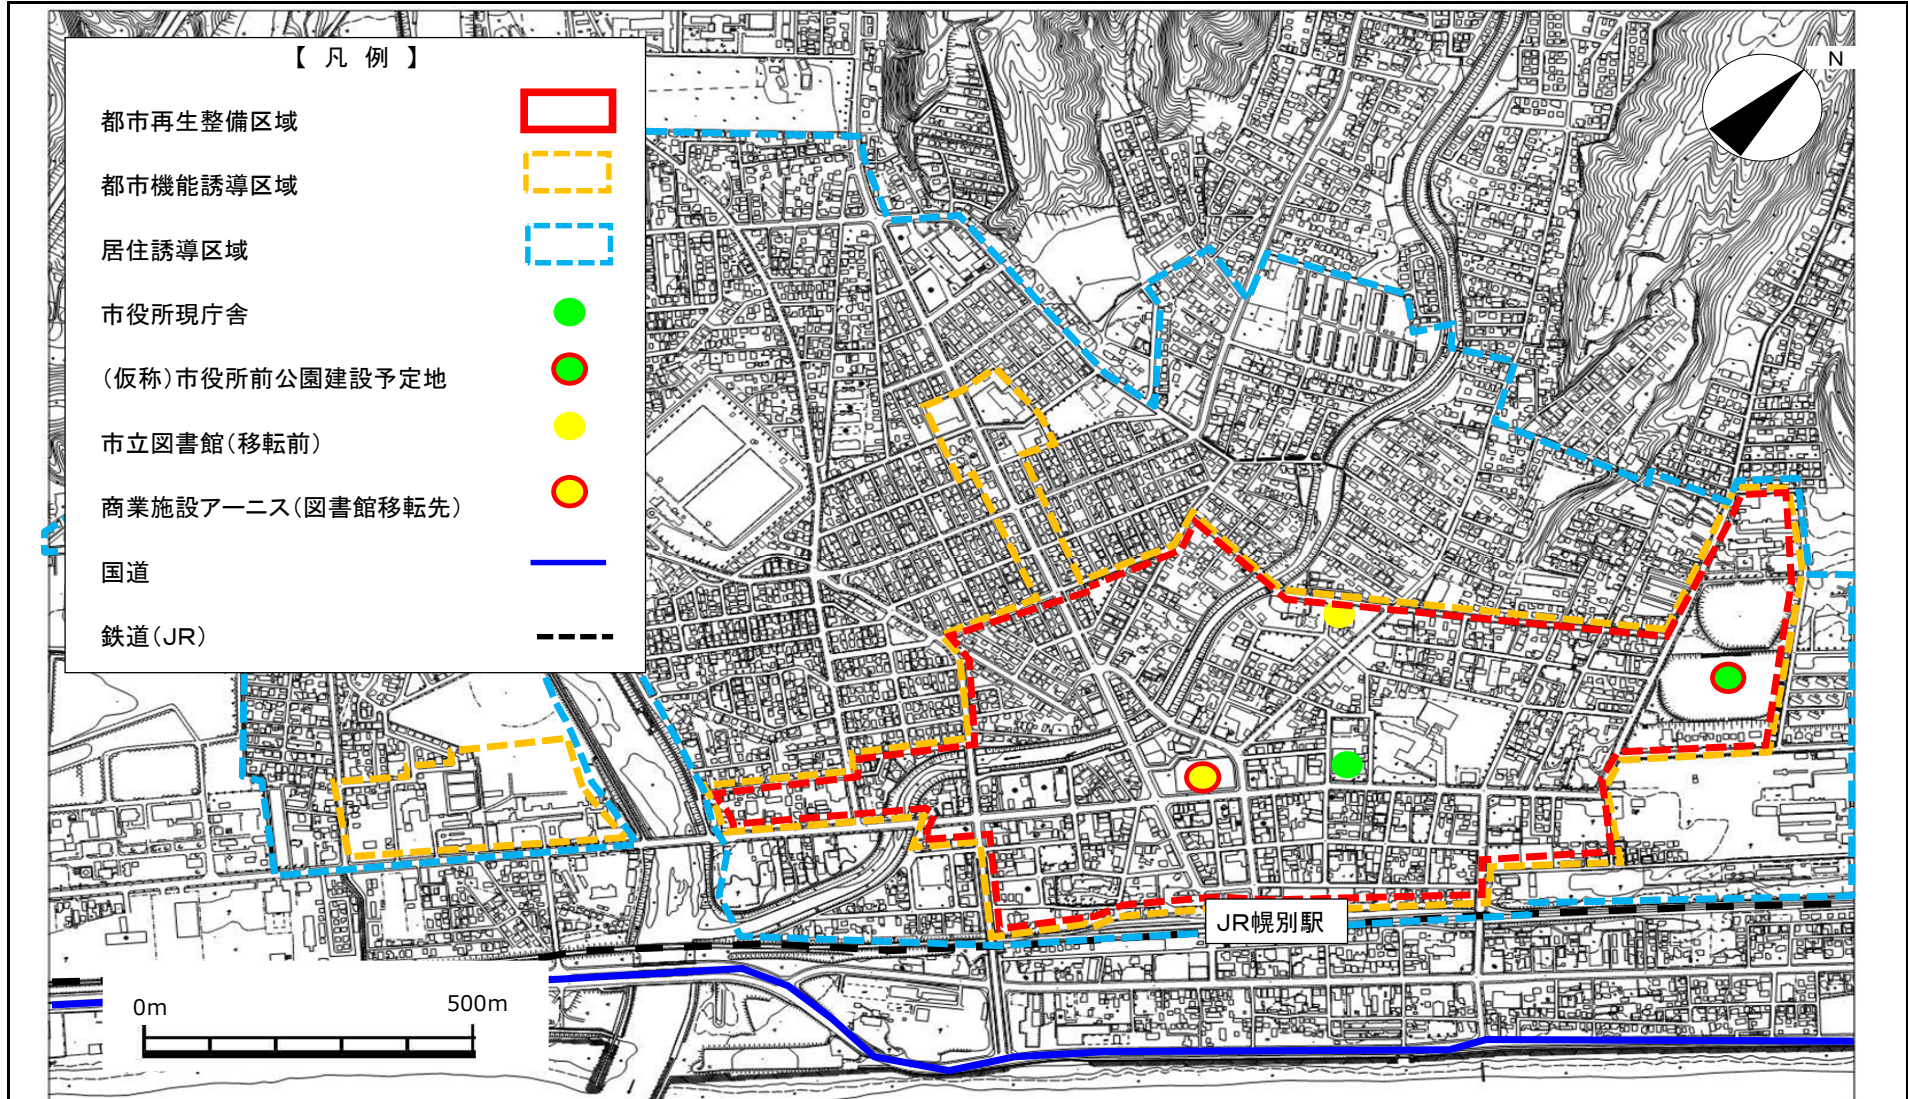 【 凡 例 】
都市再生整備区域
都市機能誘導区域
居住誘導区域
市役所現庁舎
(仮称)市役所前公園建設予定地
市立図書館(移転前)
商業施設アーニス(図書館移転先)
国道
鉄道(JR)
N
JR幌別駅
0m
500m